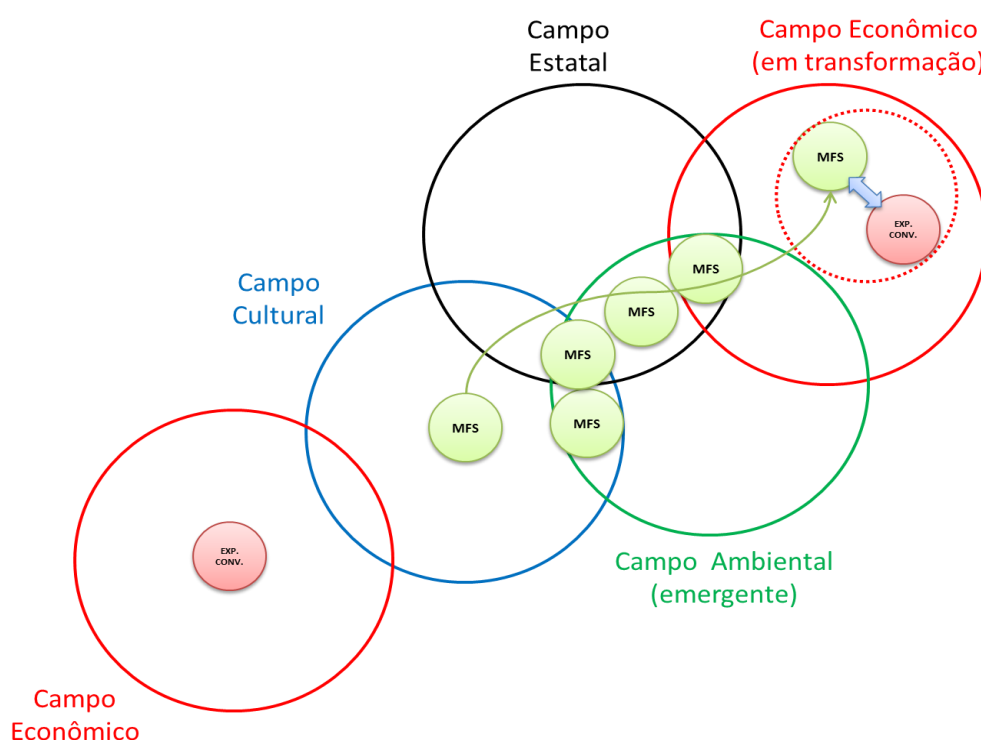 Campo
Estatal
Campo Econômico
(em transformação)
MFS
EXP.
CONV.
MFS
Campo
Cultural
MFS
MFS
MFS
MFS
EXP.
CONV.
Campo Ambiental
(emergente)
Campo
Econômico